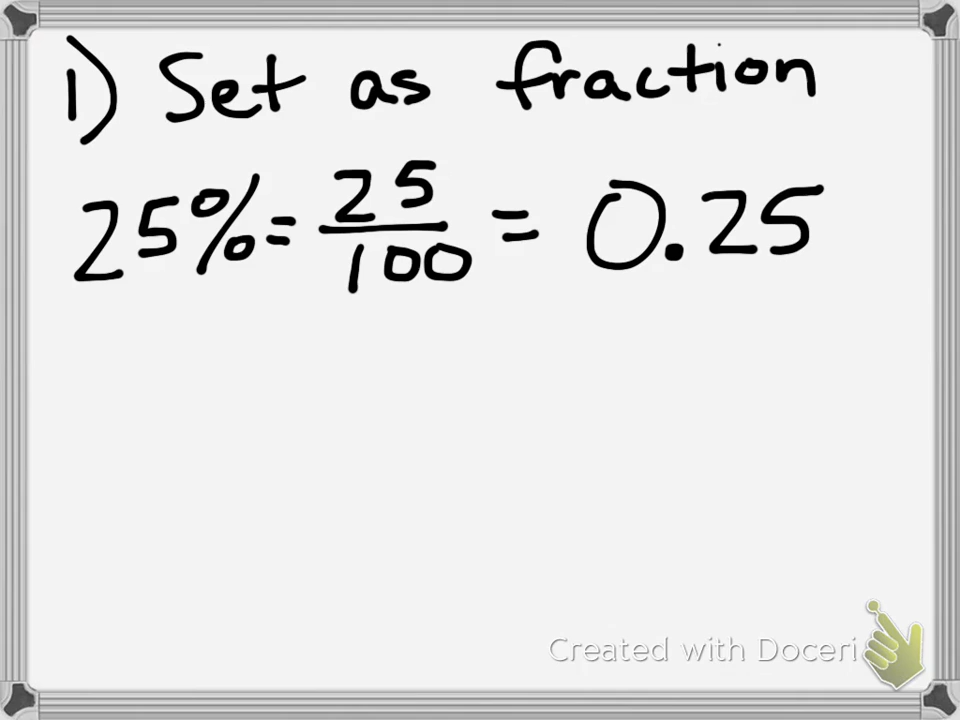 1) Set as fraction
25% = 25/100 = 0.25
Created with Doceri